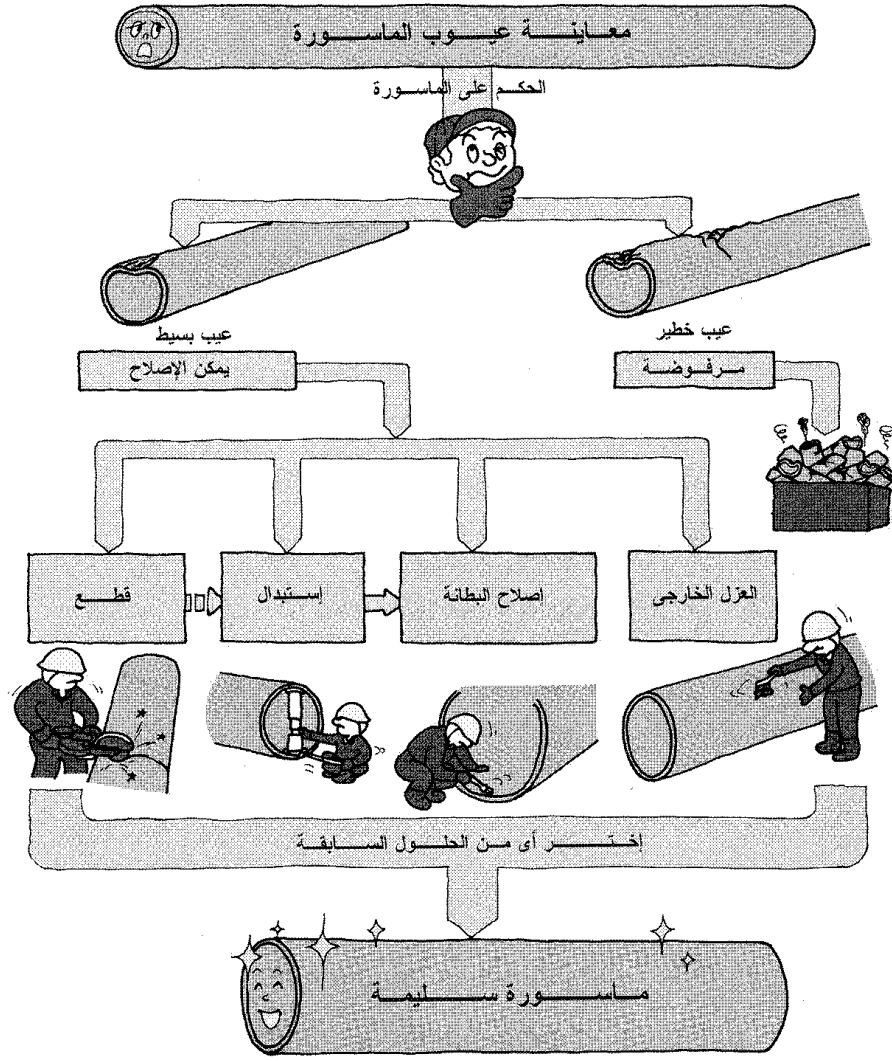 معاينة عيوب الماسورة
الحكم على الماسورة
عيب خطير
عيب بسيط
مرفوضة
يمكن الإصلاح
العزل الخارجى
إصلاح البطانة
إستبدال
قطع
إختر أى من الحلول السابقة
ماسورة سليمة